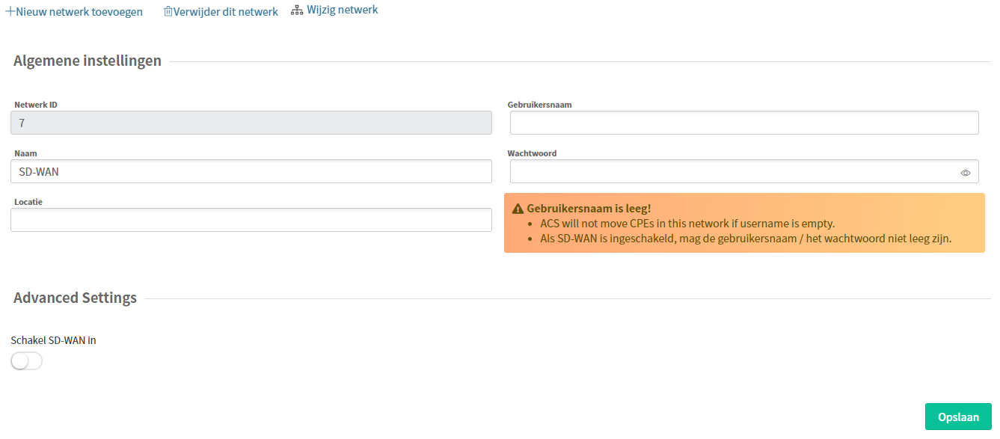 Nieuw netwerk toevoegen
Verwijder dit netwerk
Wijzig netwerk
Algemene instellingen
Netwerk ID
7
Naam
SD-WAN
Locatie
Gebruikersnaam
Wachtwoord
Gebruikersnaam is leeg!
• ACS will not move CPEs in this network if username is empty.
• Als SD-WAN is ingeschakeld, mag de gebruikersnaam / het wachtwoord niet leeg zijn.
Advanced Settings
Schakel SD-WAN in
Opslaan